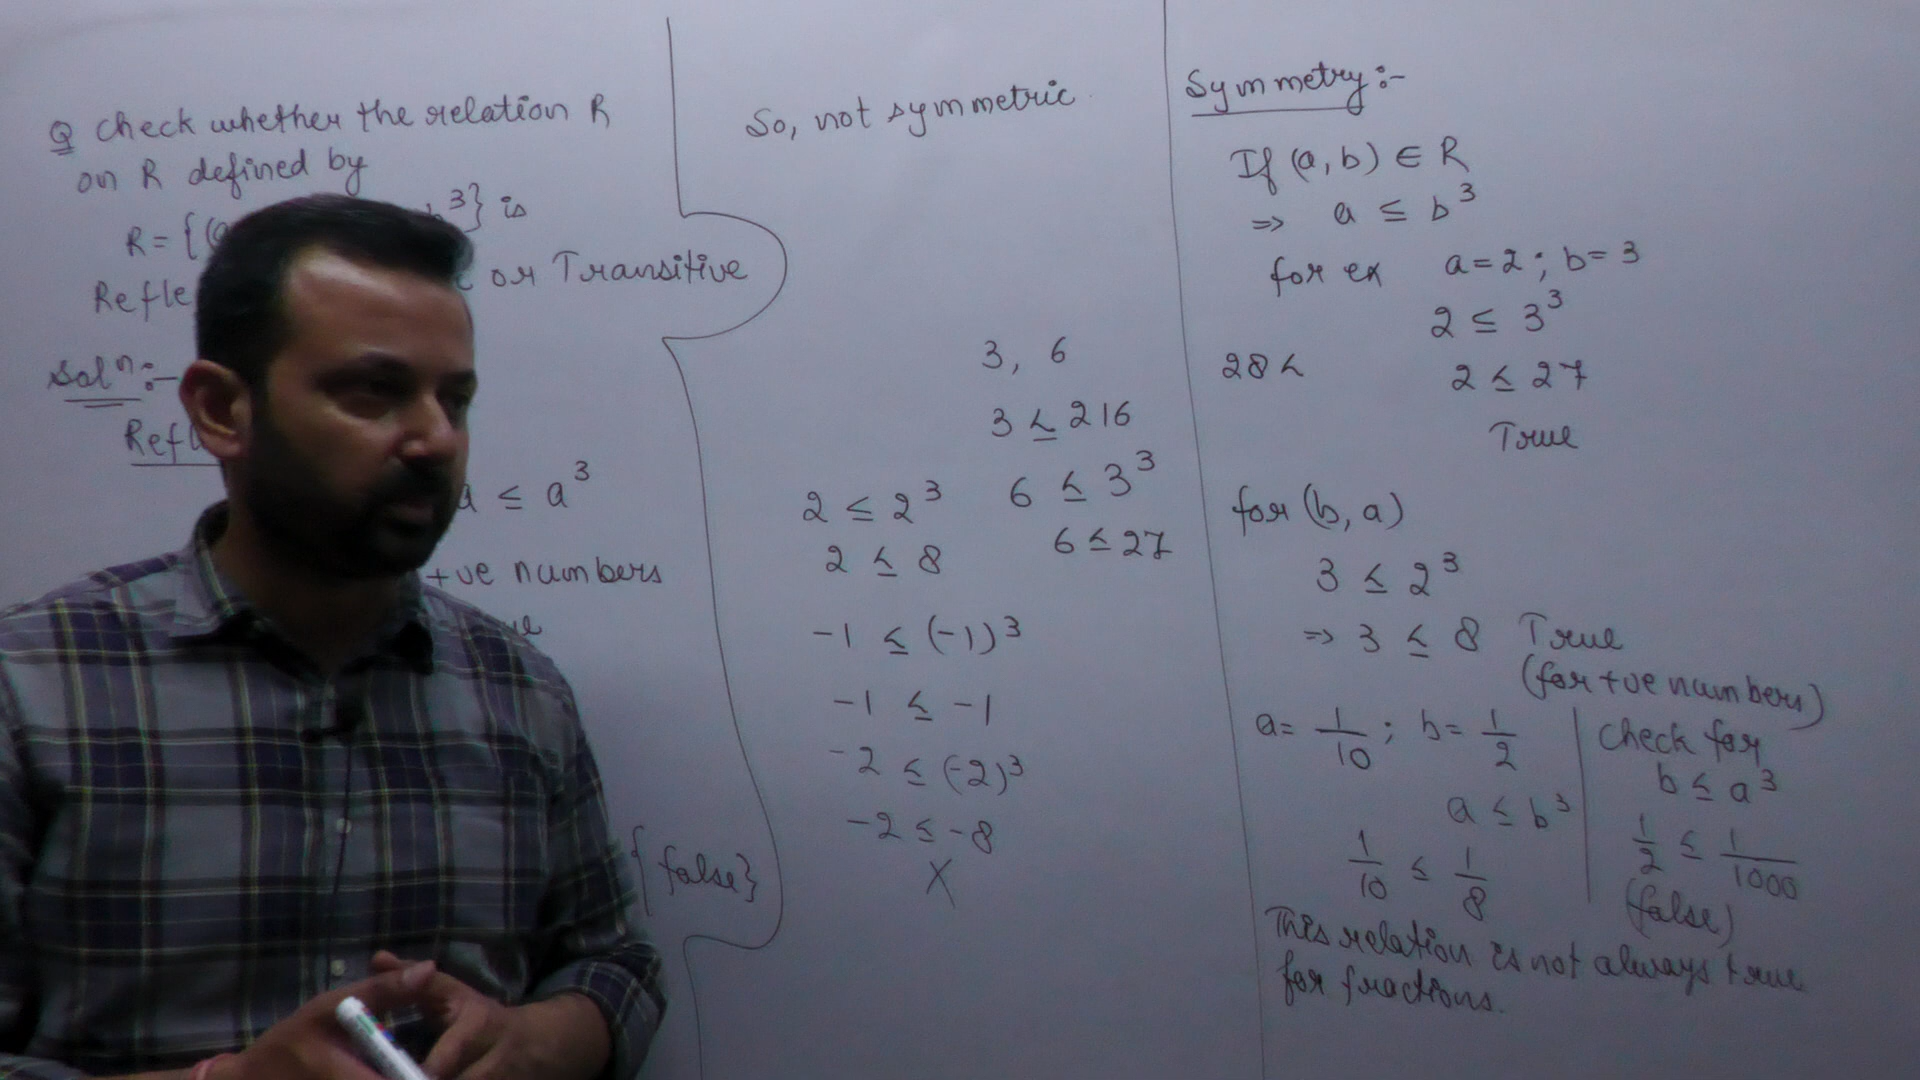 Q Check whether the relation R
on R defined by
R = {(a b³} is
Refle or Transitive
Solⁿ:-
Refl
a ≤ a³
+ve numbers
{false}
So, not symmetric
3, 6
3 ≤ 216
6 ≤ 3³
6 ≤ 27
2 ≤ 2³
2 ≤ 8
-1 ≤ (-1)³
-1 ≤ -1
-2 ≤ (-2)³
-2 ≤ -8
X
Symmetry:-
If (a, b) ∈ R
⇒ a ≤ b³
for ex a=2; b=3
2 ≤ 3³
28 < 2 ≤ 27
True
for (b, a)
3 ≤ 2³
⇒ 3 ≤ 8 True
(for +ve numbers)
a= 1/10; b= 1/2
a ≤ b³
1/10 ≤ 1/8
Check for
b ≤ a³
1/2 ≤ 1/1000
(false)
This relation is not always true
for fractions.